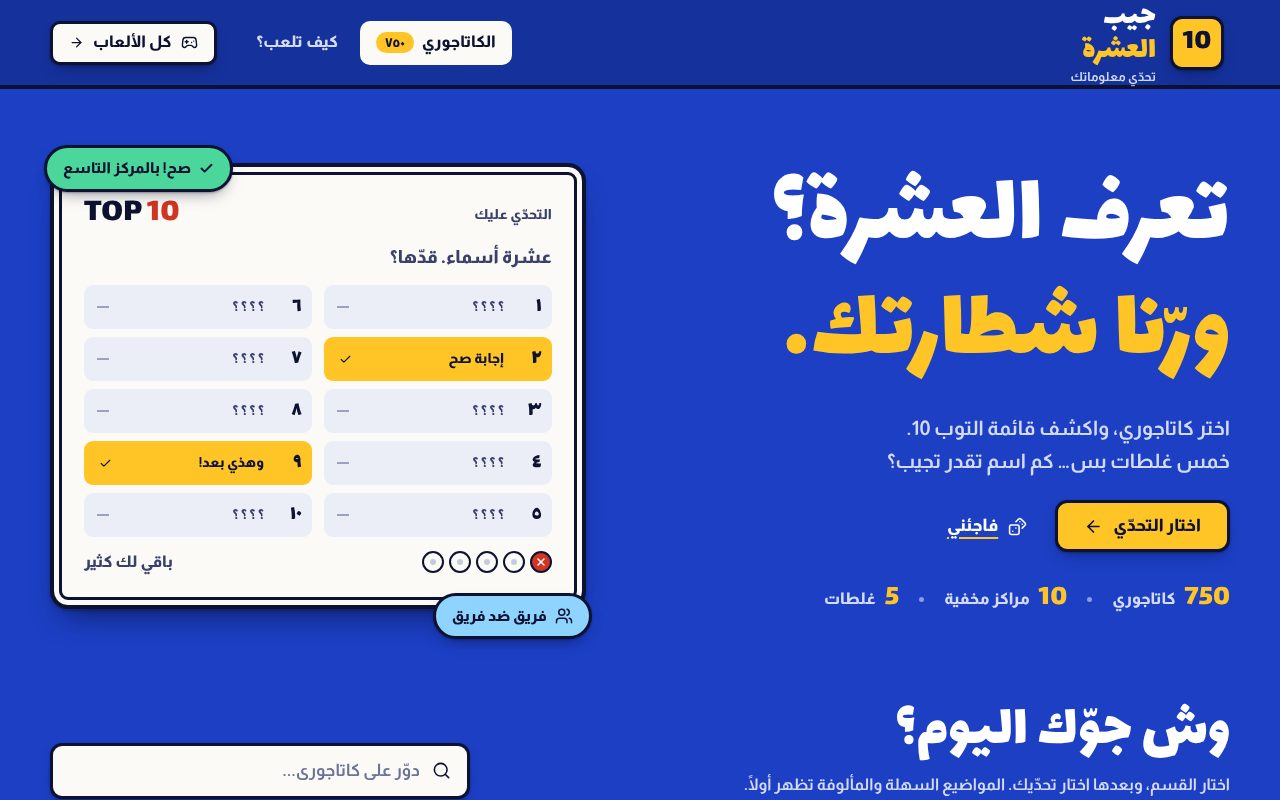 10
جيب
العشرة
تحدّي معلوماتك
الكاتاجوري ٧٥٠
كيف تلعب؟
كل الألعاب
تعرف العشرة؟
ورّنا شطارتك.
اختر كاتاجوري، واكشف قائمة التوب 10.
خمس غلطات بس... كم اسم تقدر تجيب؟
اختار التحدّي
فاجئني
750 كاتاجوري • 10 مراكز مخفية • 5 غلطات
صح! بالمركز التاسع
التحدّي عليك
TOP 10
عشرة أسماء. قدّها؟
١ ؟؟؟؟ —
٦ ؟؟؟؟ —
٢ إجابة صح
٧ ؟؟؟؟ —
٣ ؟؟؟؟ —
٨ ؟؟؟؟ —
٤ ؟؟؟؟ —
٩ وهذي بعد!
٥ ؟؟؟؟ —
١٠ ؟؟؟؟ —
باقي لك كثير
فريق ضد فريق
وش جوّك اليوم؟
اختار القسم، وبعدها اختار تحدّيك. المواضيع السهلة والمألوفة تظهر أولًا.
دوّر على كاتاجوري...